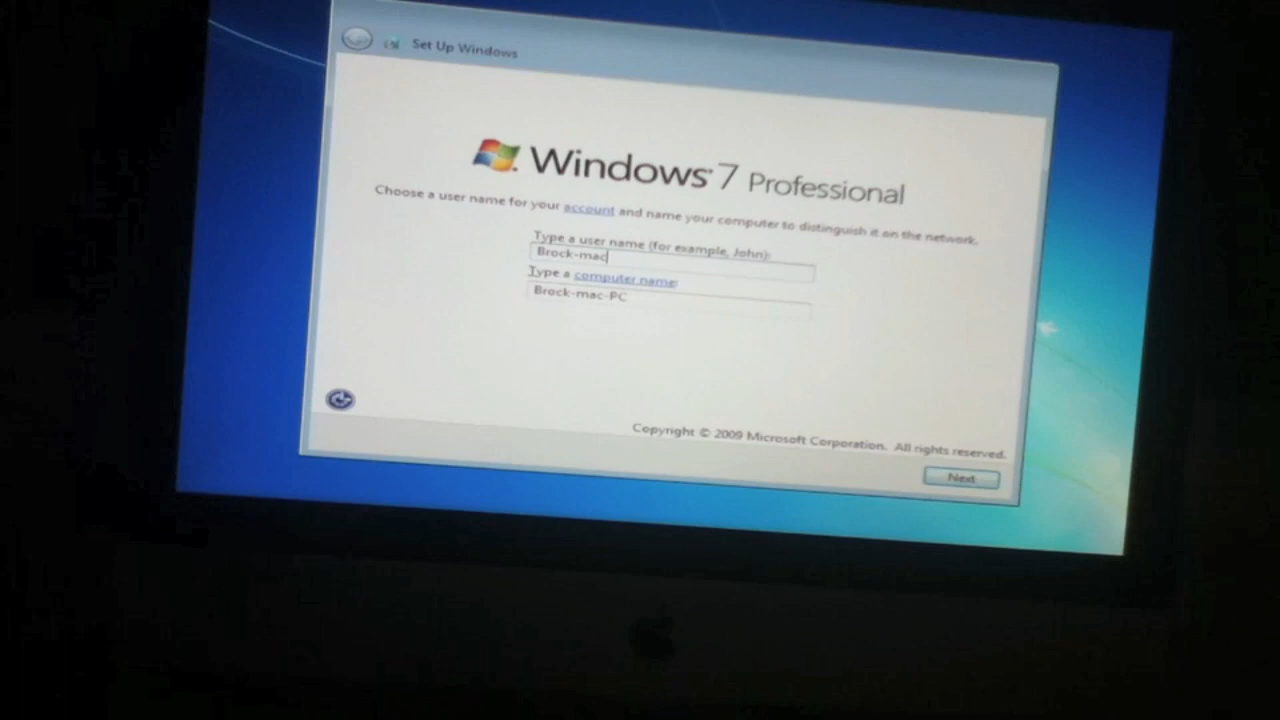 Set Up Windows
Windows 7 Professional
Choose a user name for your account and name your computer to distinguish it on the network.
Type a user name (for example, John):
Brock-mac
Type a computer name:
Brock-mac-PC
Copyright © 2009 Microsoft Corporation. All rights reserved.
Next